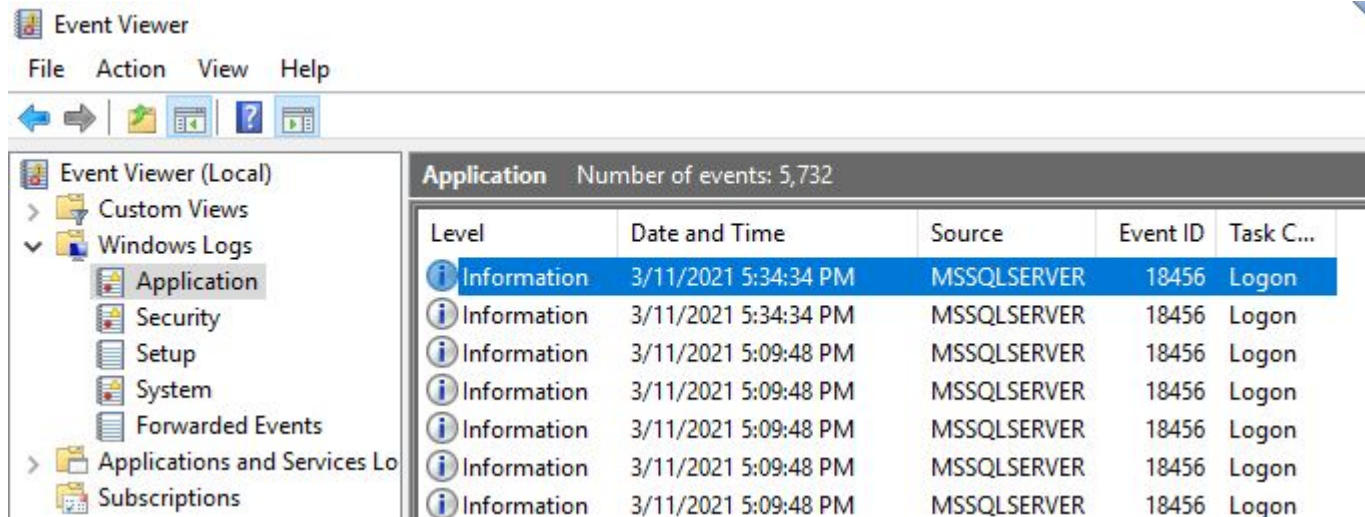 Event Viewer
File Action View Help
Event Viewer (Local)
Custom Views
Windows Logs
Application
Security
Setup
System
Forwarded Events
Applications and Services Lo
Subscriptions
Application Number of events: 5,732
Level Date and Time Source Event ID Task C...
Information 3/11/2021 5:34:34 PM MSSQLSERVER 18456 Logon
Information 3/11/2021 5:34:34 PM MSSQLSERVER 18456 Logon
Information 3/11/2021 5:09:48 PM MSSQLSERVER 18456 Logon
Information 3/11/2021 5:09:48 PM MSSQLSERVER 18456 Logon
Information 3/11/2021 5:09:48 PM MSSQLSERVER 18456 Logon
Information 3/11/2021 5:09:48 PM MSSQLSERVER 18456 Logon
Information 3/11/2021 5:09:48 PM MSSQLSERVER 18456 Logon